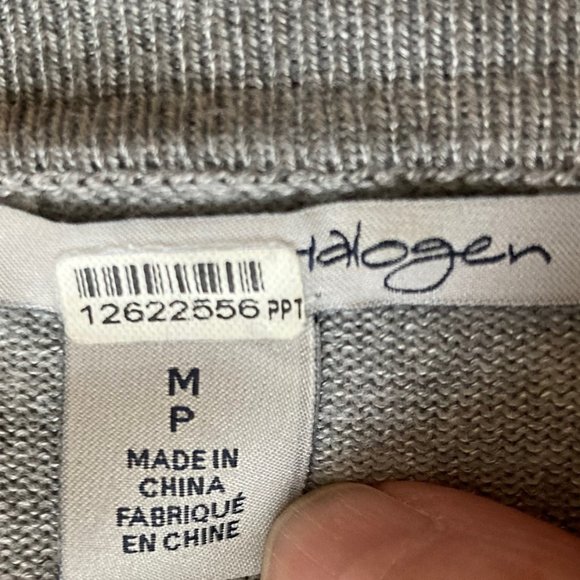 Halogen
12622556 PPT
M
P
MADE IN
CHINA
FABRIQUÉ
EN CHINE